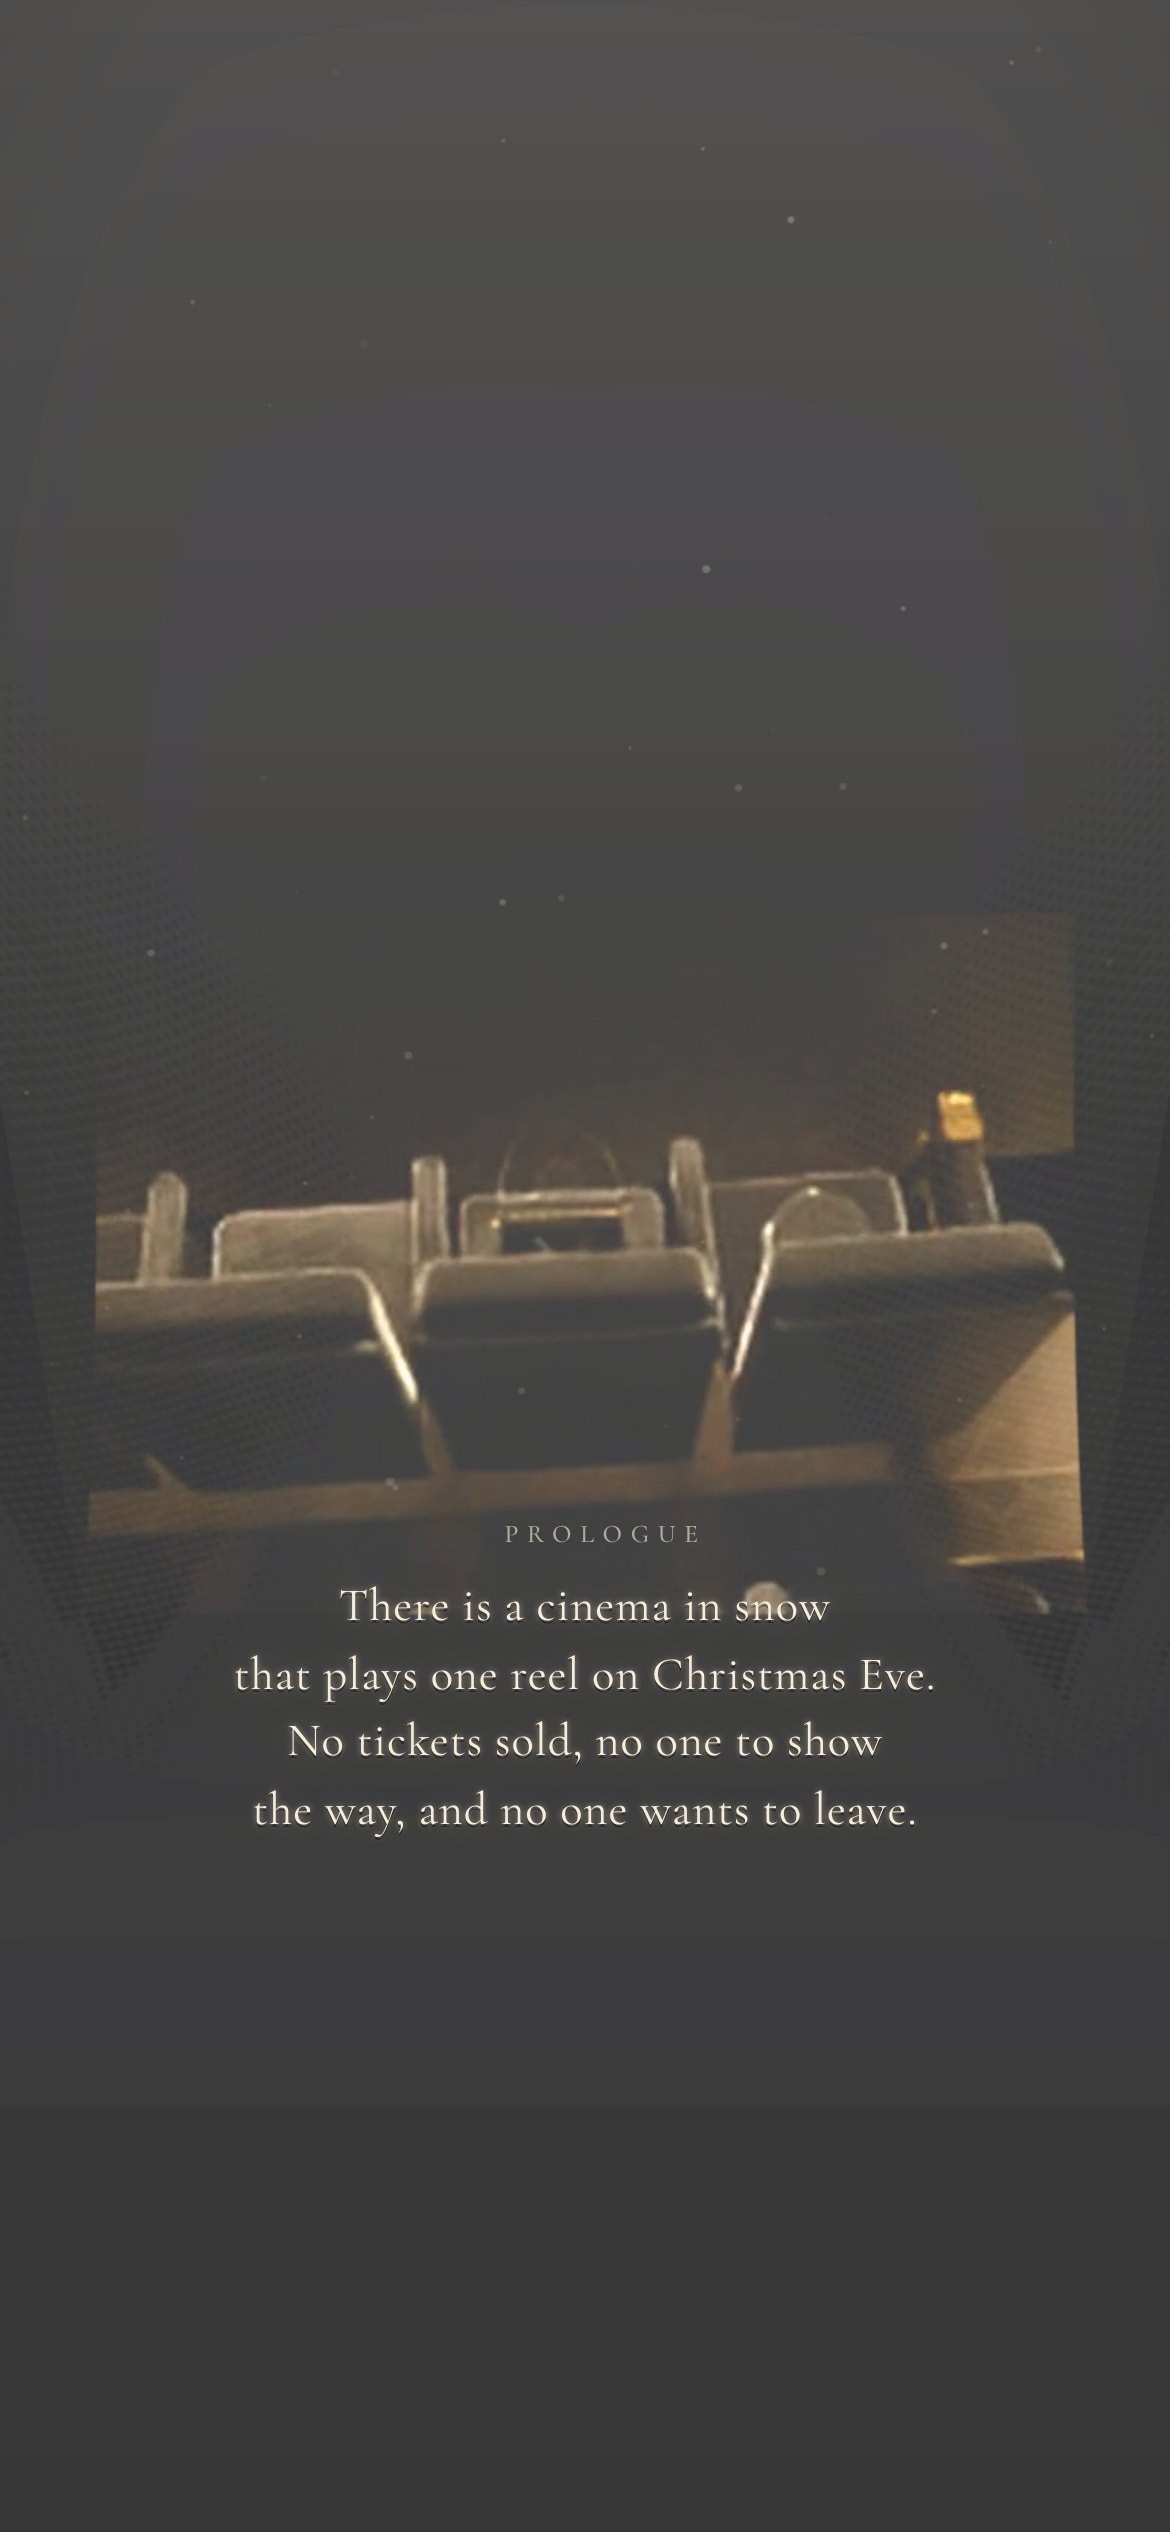 PROLOGUE
There is a cinema in snow
that plays one reel on Christmas Eve.
No tickets sold, no one to show
the way, and no one wants to leave.